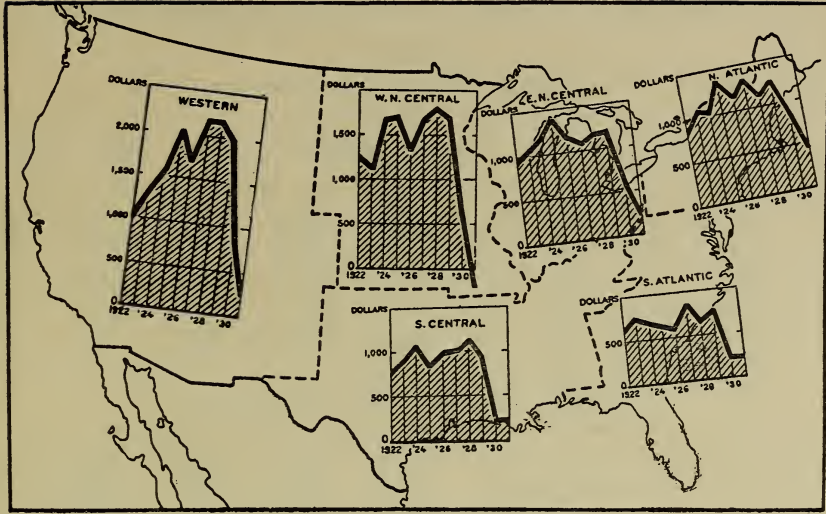 DOLLARS
WESTERN
2,000
1,500
1,000
500
0
1922 '24 '26 '28 '30
DOLLARS
W. N. CENTRAL
1,500
1,000
500
0
1922 '24 '26 '28 '30
DOLLARS
E. N. CENTRAL
1,000
500
0
1922 '24 '26 '28 '30
DOLLARS
N. ATLANTIC
1,000
500
0
1922 '24 '26 '28 '30
DOLLARS
S. CENTRAL
1,000
500
0
1922 '24 '26 '28 '30
DOLLARS
S. ATLANTIC
500
0
1922 '24 '26 '28 '30